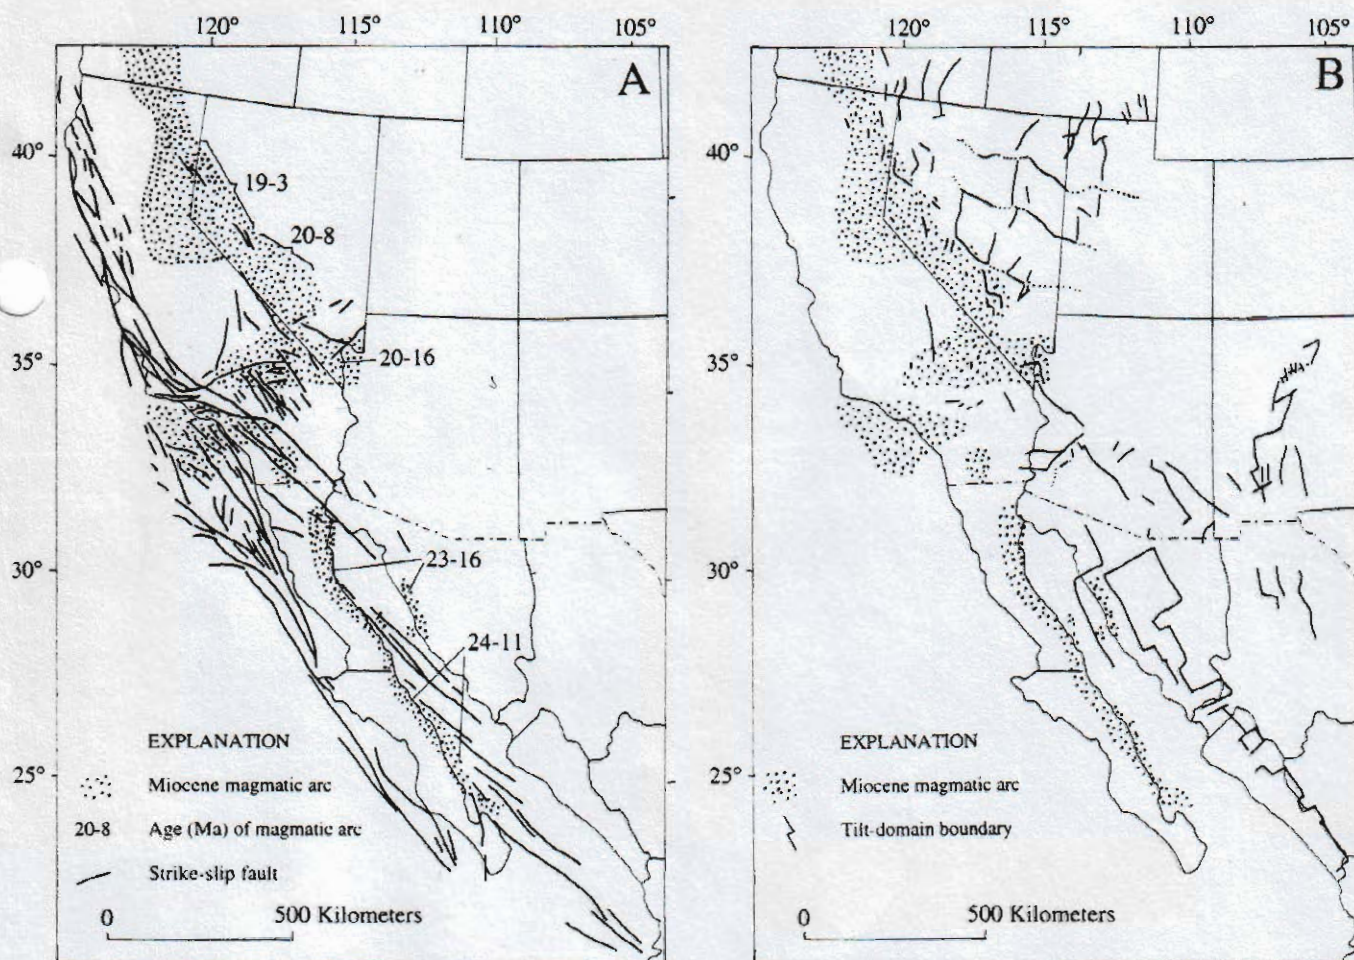 120° 115° 110° 105°
A
40°
19-3
20-8
35°
20-16
30°
23-16
24-11
25°
EXPLANATION
Miocene magmatic arc
20-8 Age (Ma) of magmatic arc
Strike-slip fault
0 500 Kilometers
120° 115° 110° 105°
B
40°
35°
30°
25°
EXPLANATION
Miocene magmatic arc
Tilt-domain boundary
0 500 Kilometers